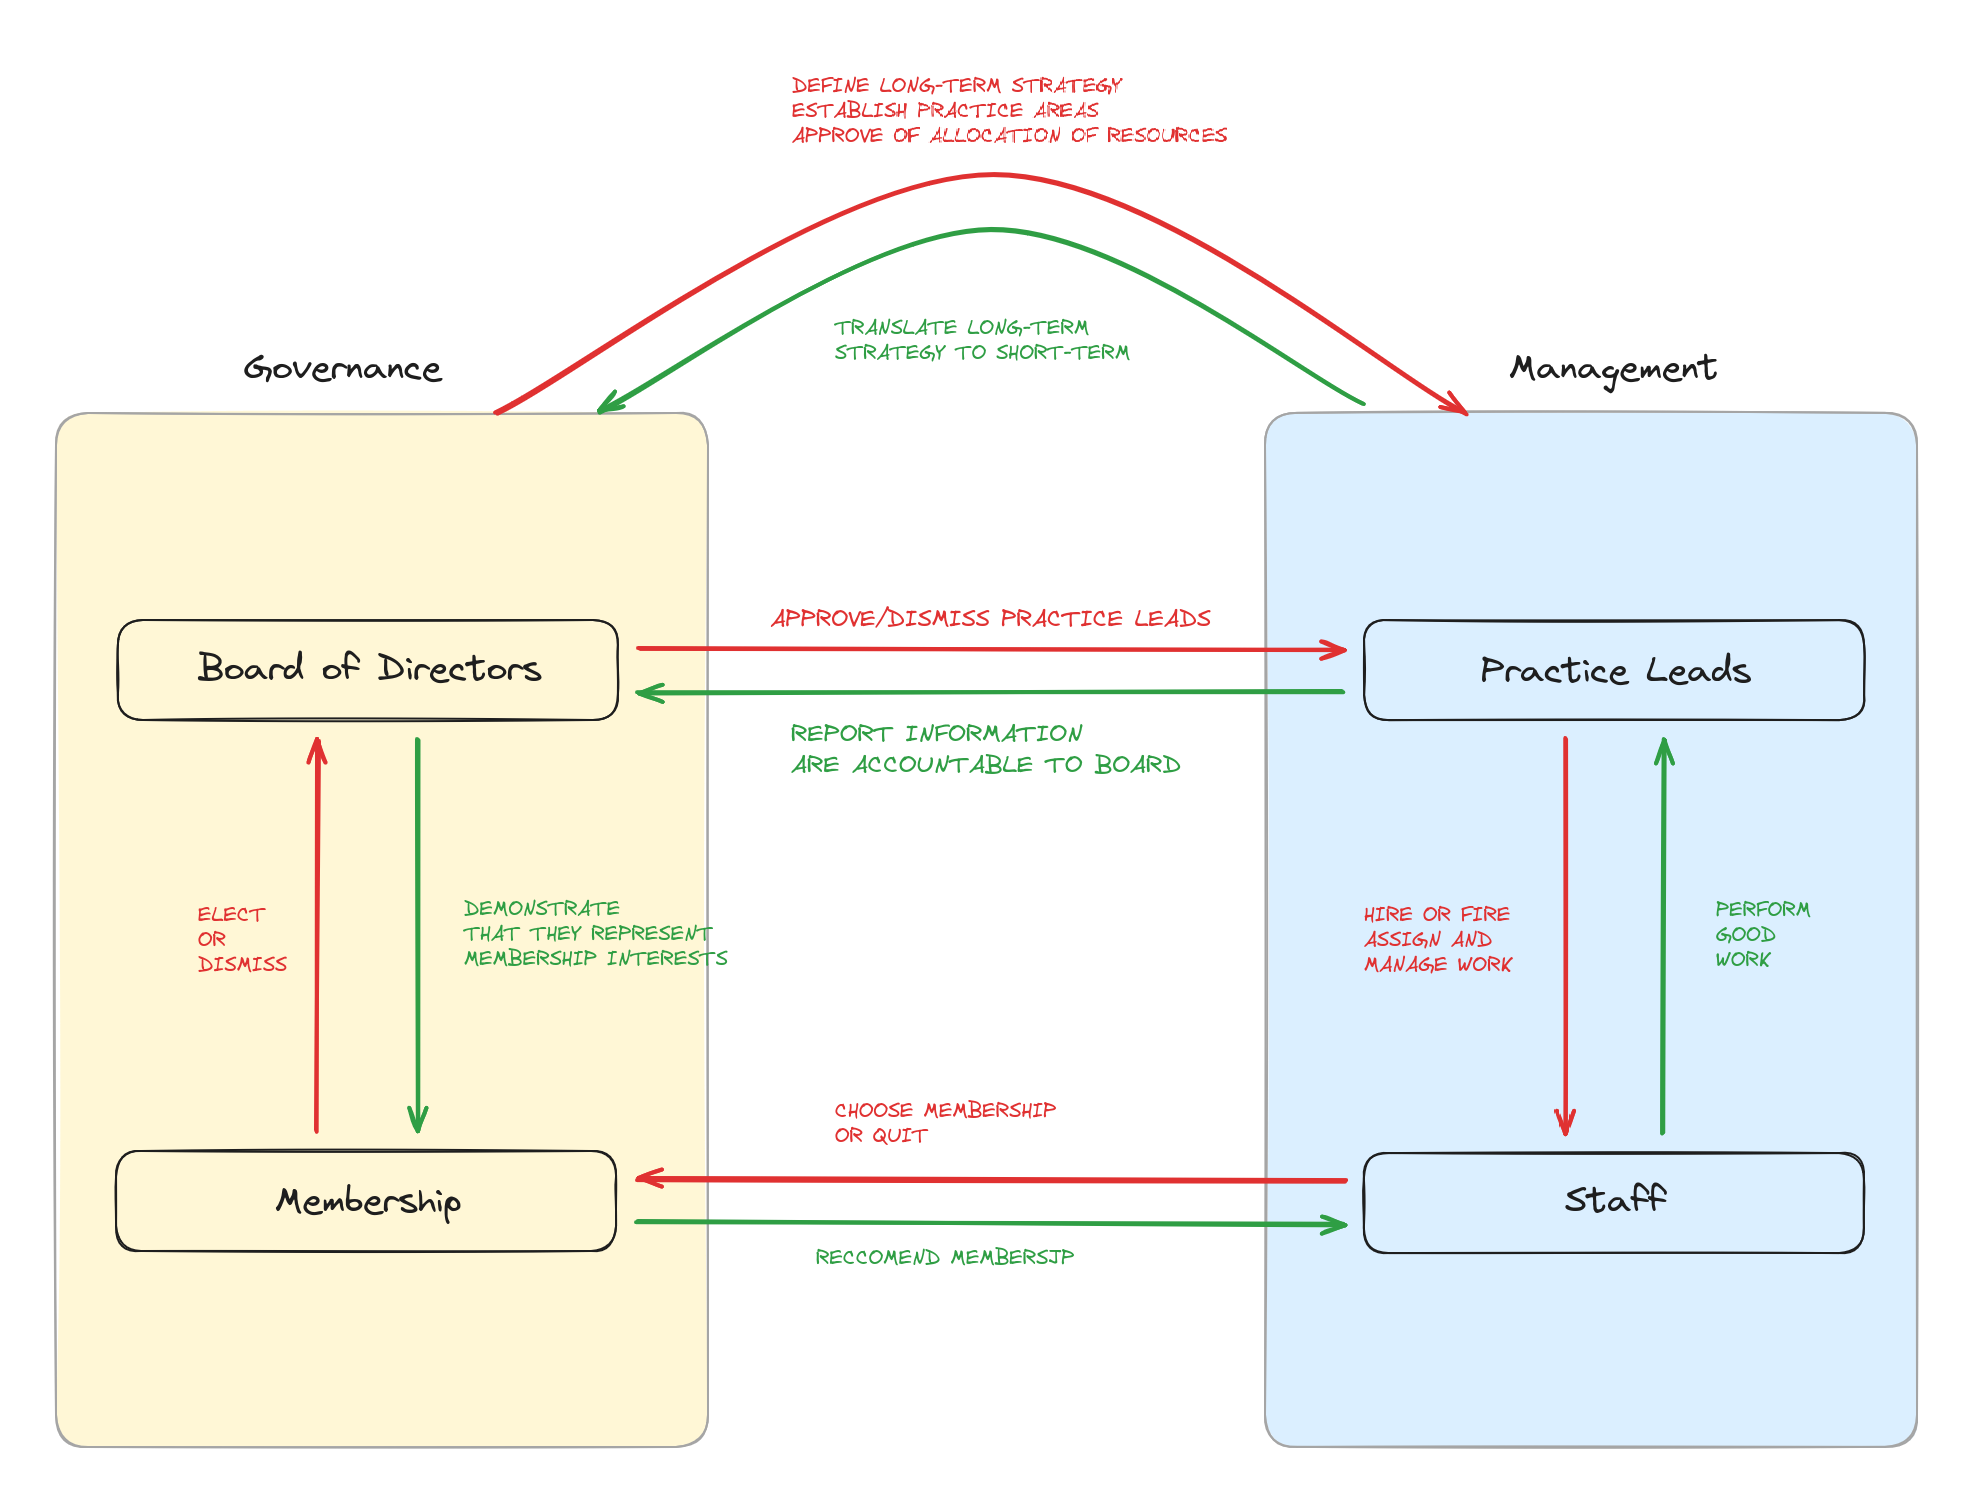 DEFINE LONG-TERM STRATEGY
ESTABLISH PRACTICE AREAS
APPROVE OF ALLOCATION OF RESOURCES
TRANSLATE LONG-TERM
STRATEGY TO SHORT-TERM
Governance
Management
APPROVE/DISMISS PRACTICE LEADS
Board of Directors
Practice Leads
REPORT INFORMATION
ARE ACCOUNTABLE TO BOARD
ELECT
OR
DISMISS
DEMONSTRATE
THAT THEY REPRESENT
MEMBERSHIP INTERESTS
HIRE OR FIRE
ASSIGN AND
MANAGE WORK
PERFORM
GOOD
WORK
CHOOSE MEMBERSHIP
OR QUIT
Membership
Staff
RECCOMEND MEMBERSJP